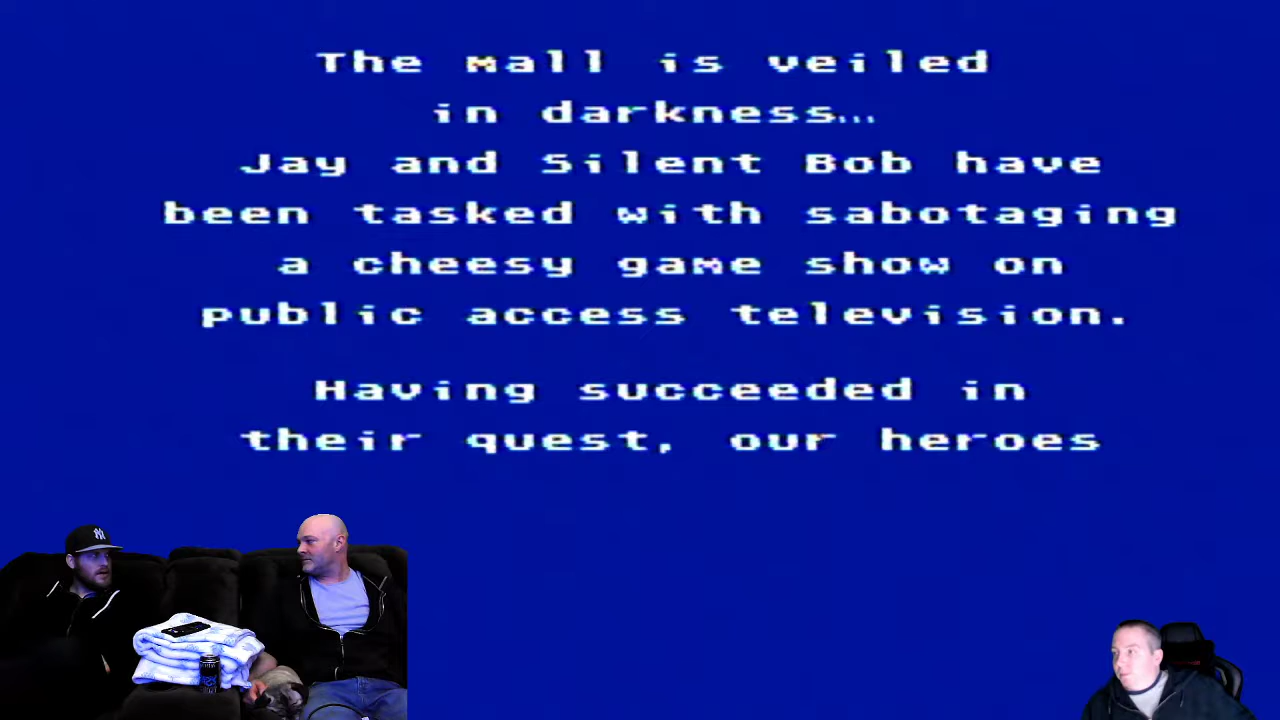 The mall is veiled
in darkness...
Jay and Silent Bob have
been tasked with sabotaging
a cheesy game show on
public access television.
Having succeeded in
their quest, our heroes
NY